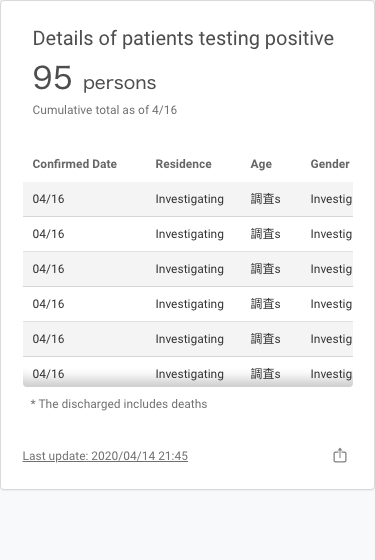 Details of patients testing positive
95 persons
Cumulative total as of 4/16
Confirmed Date Residence Age Gender
04/16 Investigating 調査s Investig
04/16 Investigating 調査s Investig
04/16 Investigating 調査s Investig
04/16 Investigating 調査s Investig
04/16 Investigating 調査s Investig
04/16 Investigating 調査s Investig
* The discharged includes deaths
Last update: 2020/04/14 21:45